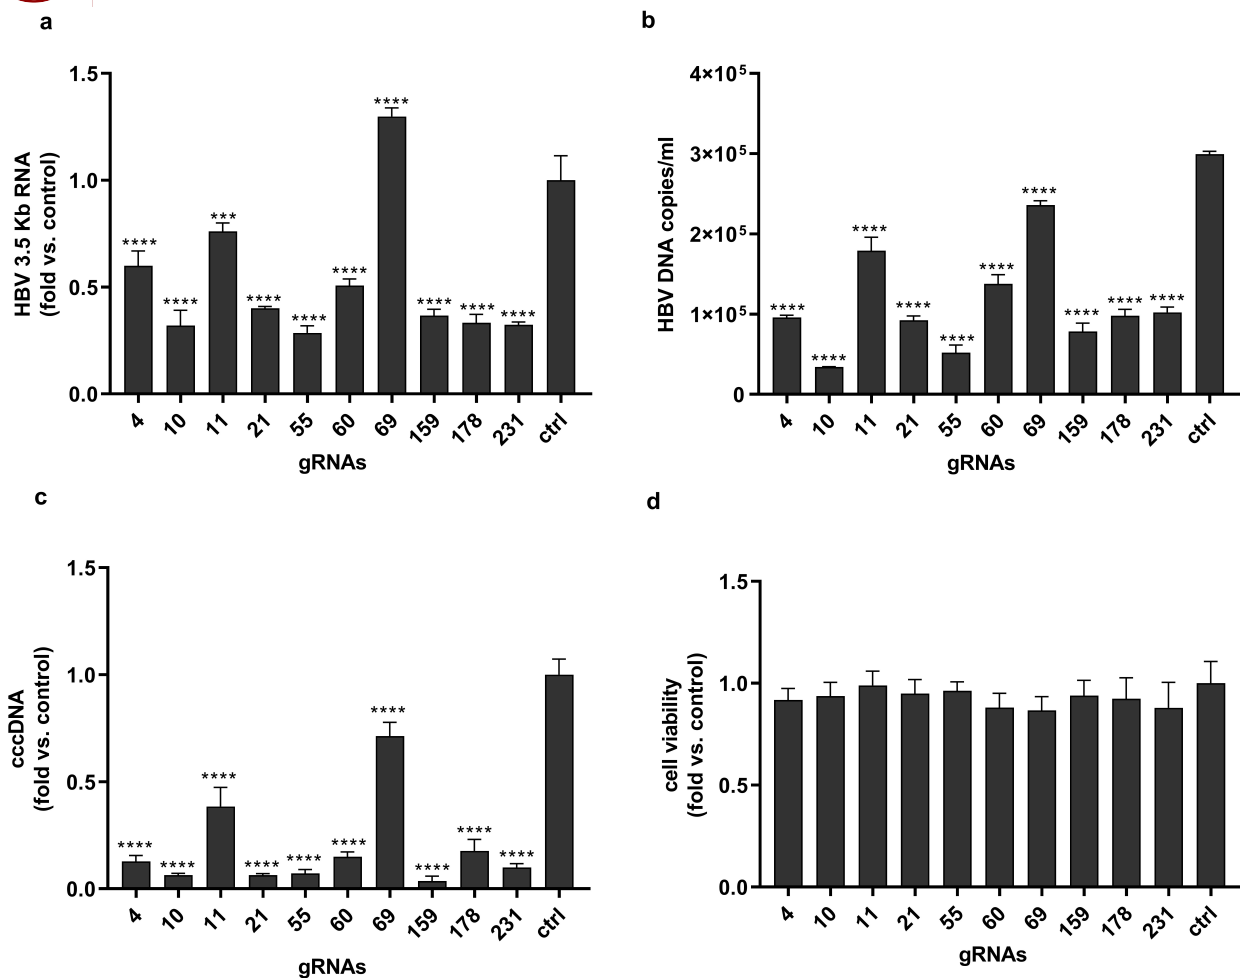 a
HBV 3.5 Kb RNA
(fold vs. control)
1.5
1.0
0.5
0.0
****
****
***
****
****
****
****
****
****
****
4 10 11 21 55 60 69 159 178 231 ctrl
gRNAs
b
HBV DNA copies/ml
4×10⁵
3×10⁵
2×10⁵
1×10⁵
0
****
****
****
****
****
****
****
****
****
****
4 10 11 21 55 60 69 159 178 231 ctrl
gRNAs
c
cccDNA
(fold vs. control)
1.5
1.0
0.5
0.0
****
****
****
****
****
****
****
****
****
****
4 10 11 21 55 60 69 159 178 231 ctrl
gRNAs
d
cell viability
(fold vs. control)
1.5
1.0
0.5
0.0
4 10 11 21 55 60 69 159 178 231 ctrl
gRNAs